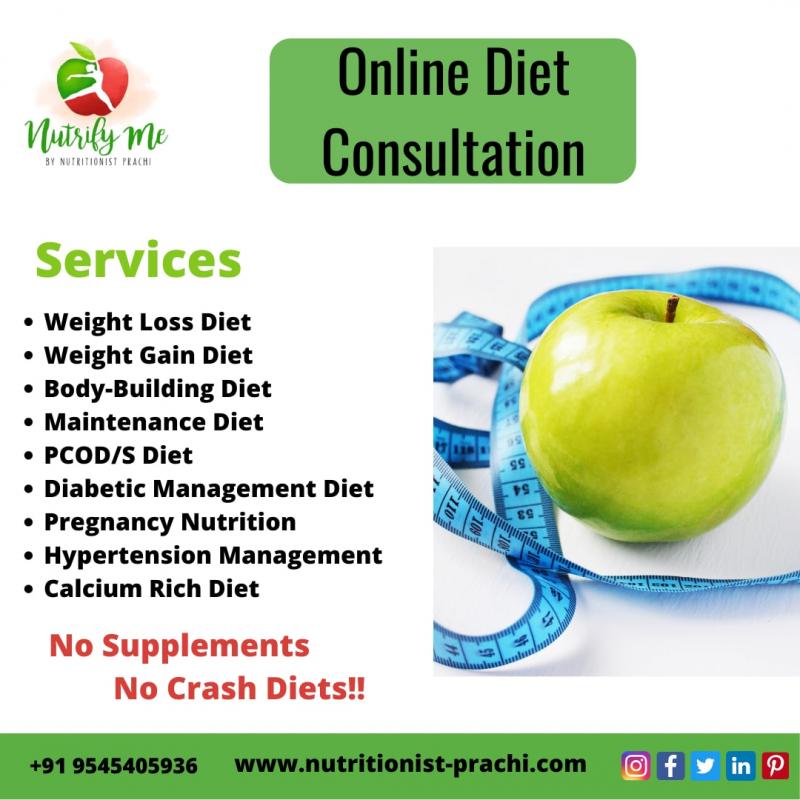 Nutrify Me
BY NUTRITIONIST PRACHI
Online Diet
Consultation
Services
• Weight Loss Diet
• Weight Gain Diet
• Body-Building Diet
• Maintenance Diet
• PCOD/S Diet
• Diabetic Management Diet
• Pregnancy Nutrition
• Hypertension Management
• Calcium Rich Diet
No Supplements
No Crash Diets!!
+91 9545405936 www.nutritionist-prachi.com